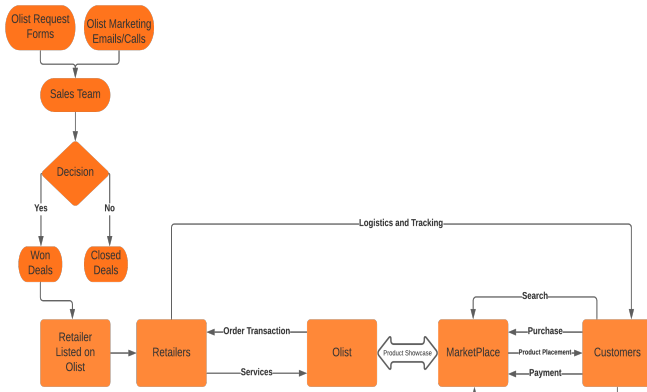 Olist Request
Forms
Olist Marketing
Emails/Calls
Sales Team
Decision
Yes
No
Won
Deals
Closed
Deals
Logistics and Tracking
Search
Retailer
Listed on
Olist
Retailers
Order Transaction
Services
Olist
Product Showcase
MarketPlace
Purchase
Product Placement
Payment
Customers